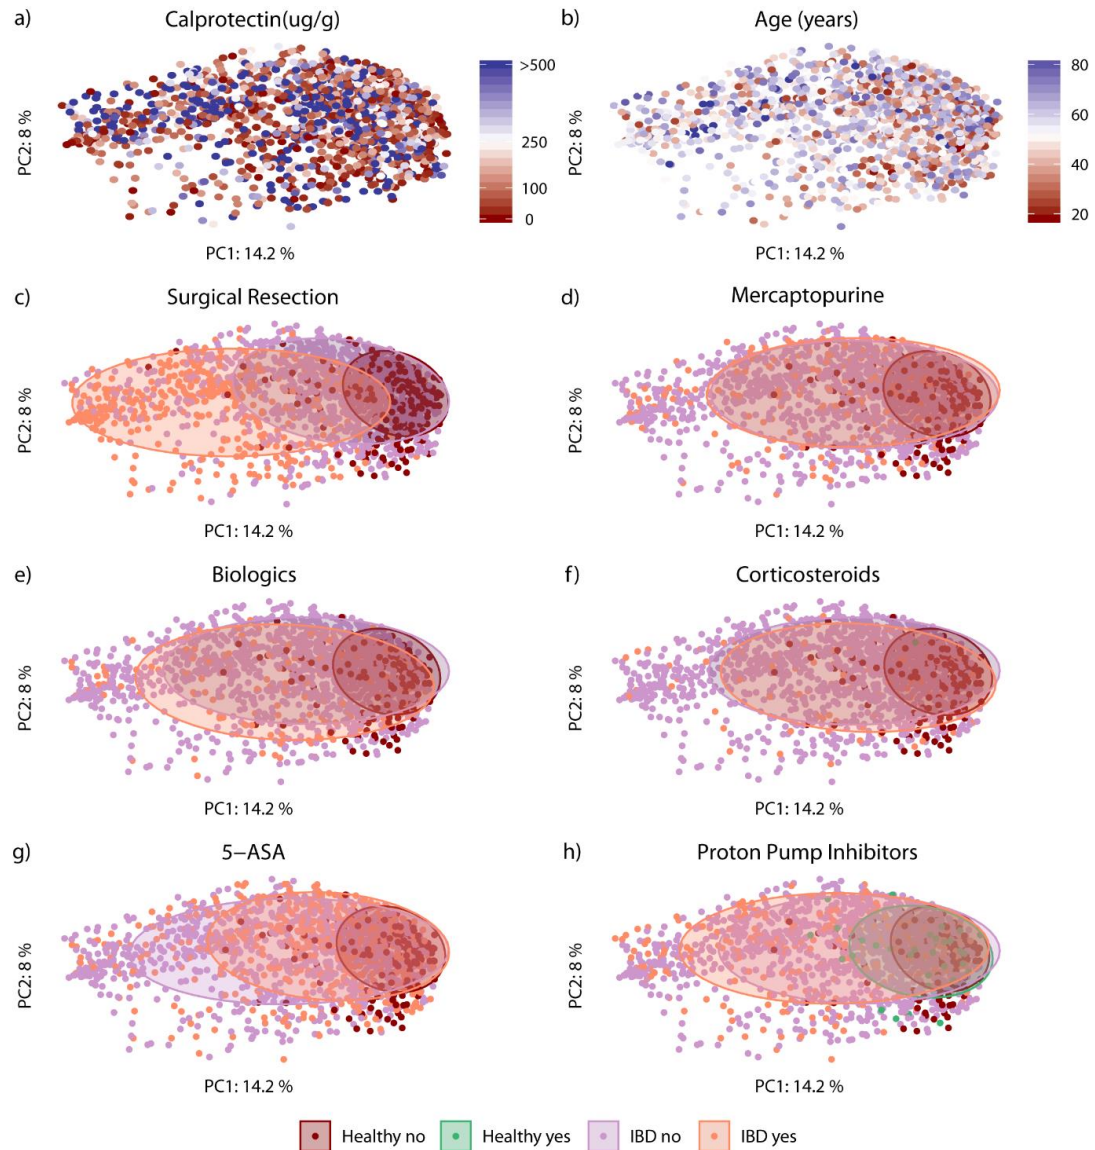 a) Calprotectin(ug/g)
PC2: 8 %
>500
250
100
0
PC1: 14.2 %
b) Age (years)
PC2: 8 %
80
60
40
20
PC1: 14.2 %
c) Surgical Resection
PC2: 8 %
PC1: 14.2 %
d) Mercaptopurine
PC2: 8 %
PC1: 14.2 %
e) Biologics
PC2: 8 %
PC1: 14.2 %
f) Corticosteroids
PC2: 8 %
PC1: 14.2 %
g) 5−ASA
PC2: 8 %
PC1: 14.2 %
h) Proton Pump Inhibitors
PC2: 8 %
PC1: 14.2 %
Healthy no Healthy yes IBD no IBD yes